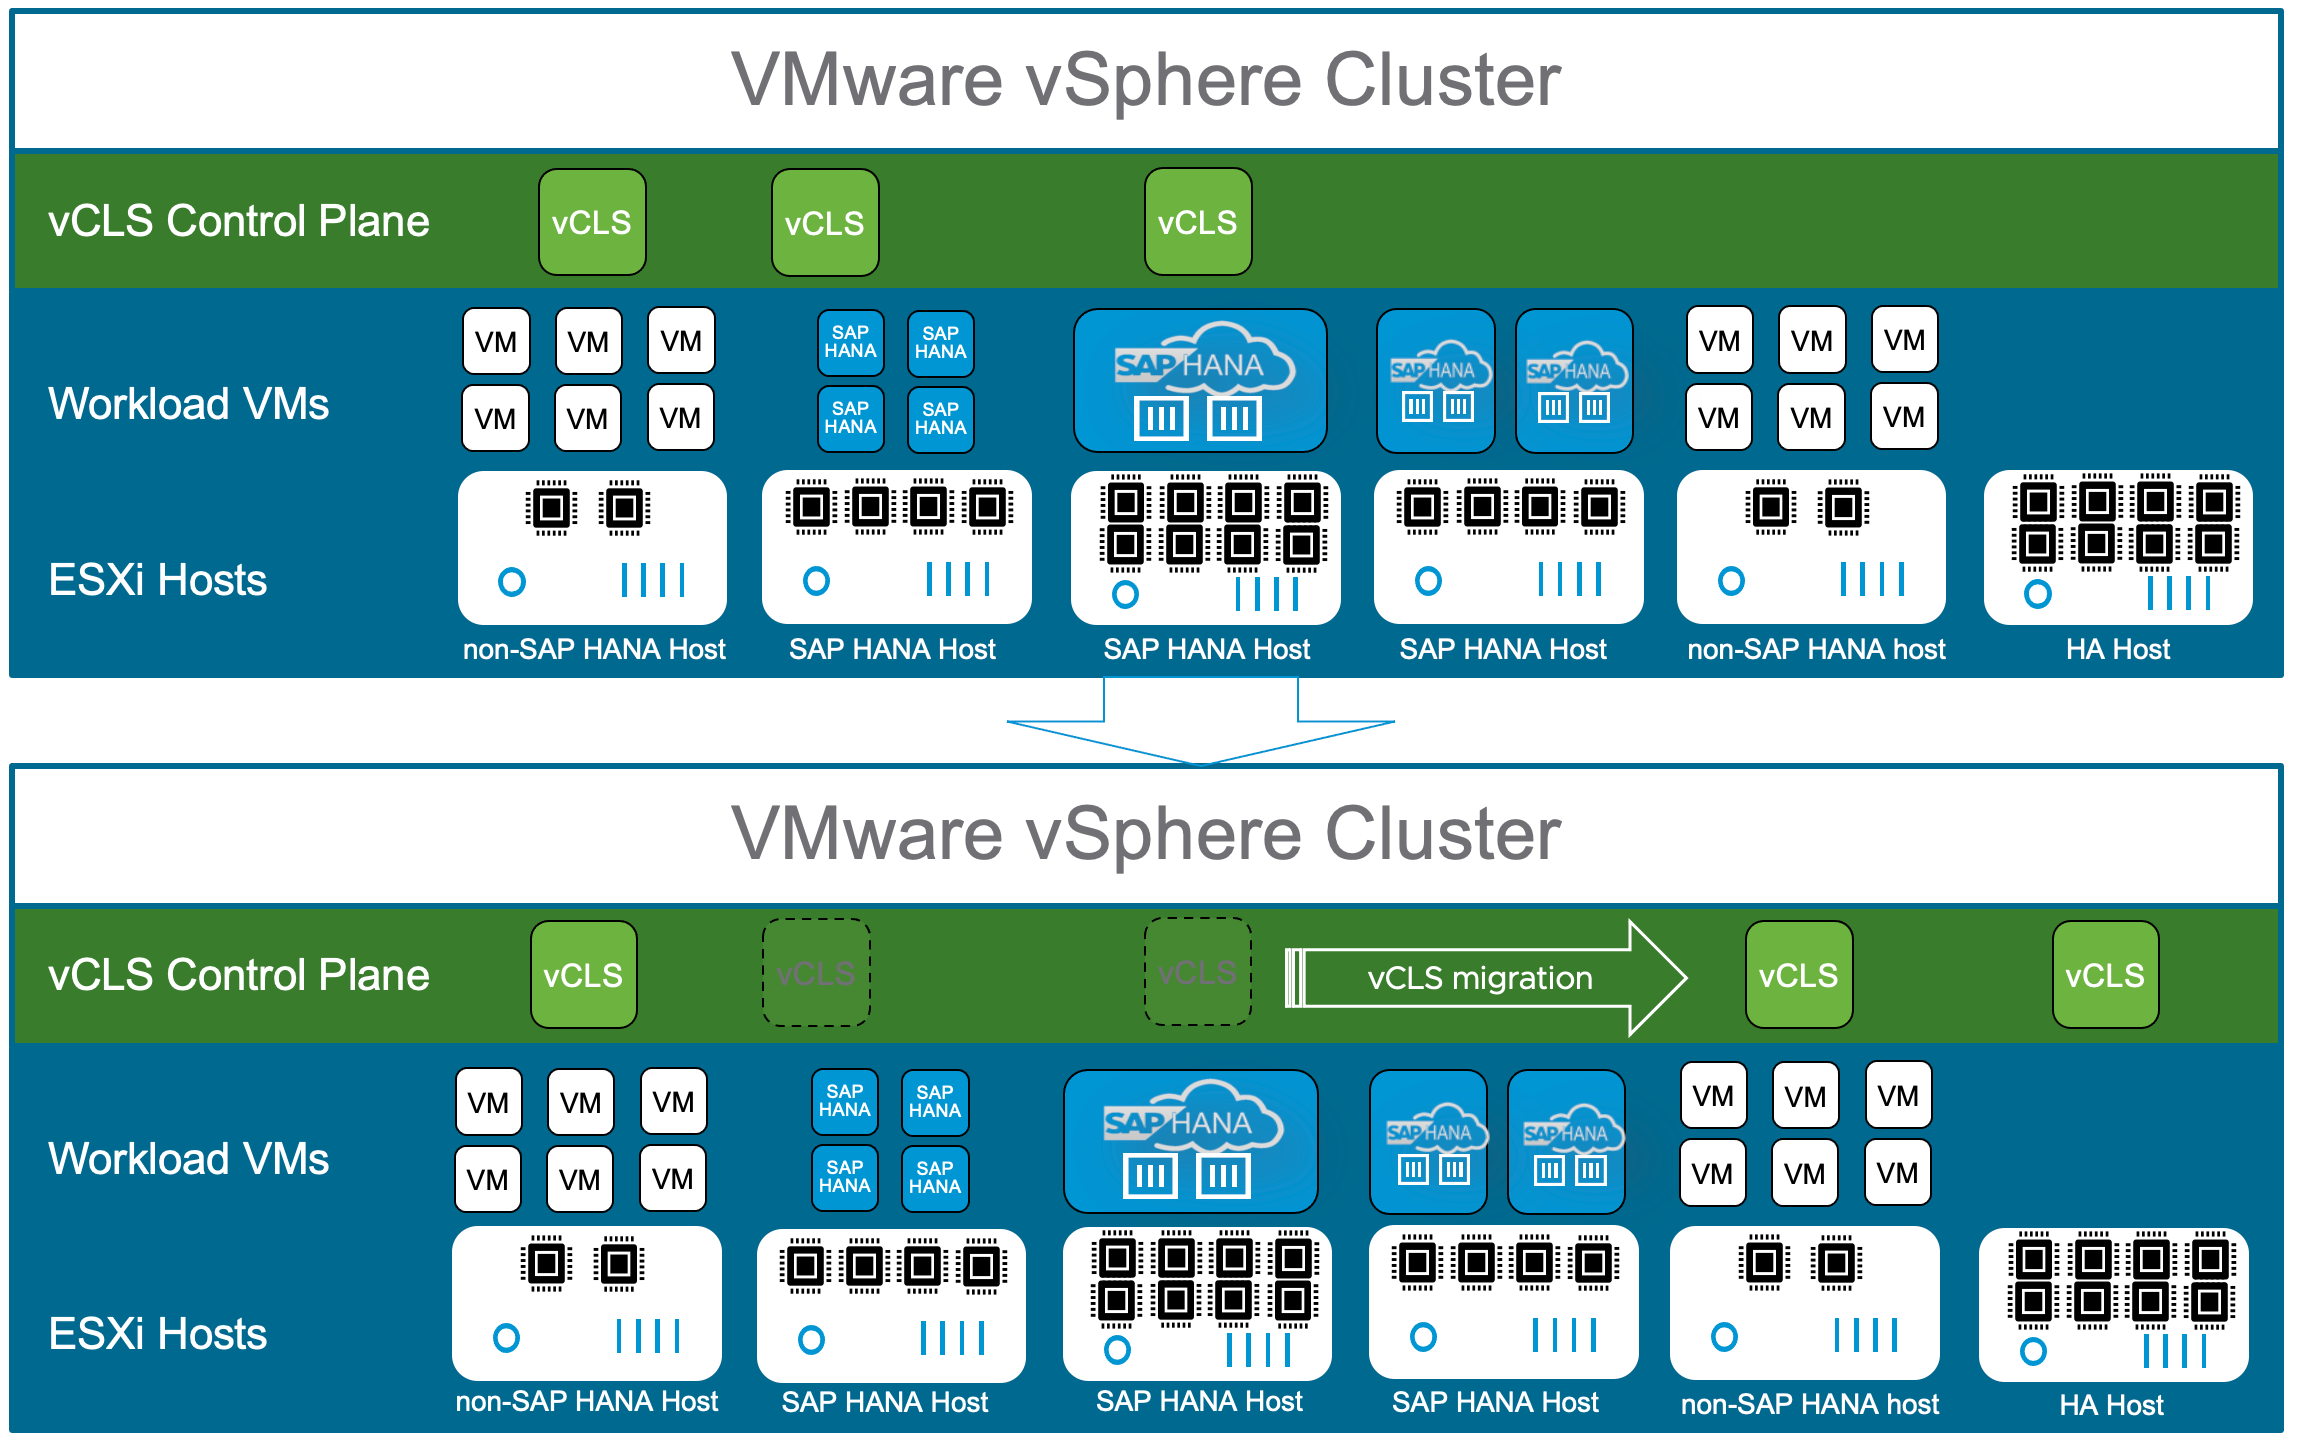 VMware vSphere Cluster
vCLS Control Plane
vCLS
vCLS
vCLS
Workload VMs
VM VM VM
VM VM VM
SAP
HANA
SAP
HANA
SAP
HANA
SAP
HANA
SAP HANA
SAP HANA
SAP HANA
VM VM VM
VM VM VM
ESXi Hosts
non-SAP HANA Host
SAP HANA Host
SAP HANA Host
SAP HANA Host
non-SAP HANA host
HA Host
VMware vSphere Cluster
vCLS Control Plane
vCLS
vCLS
vCLS
vCLS migration
vCLS
vCLS
Workload VMs
VM VM VM
VM VM VM
SAP
HANA
SAP
HANA
SAP
HANA
SAP
HANA
SAP HANA
SAP HANA
SAP HANA
VM VM VM
VM VM VM
ESXi Hosts
non-SAP HANA Host
SAP HANA Host
SAP HANA Host
SAP HANA Host
non-SAP HANA host
HA Host